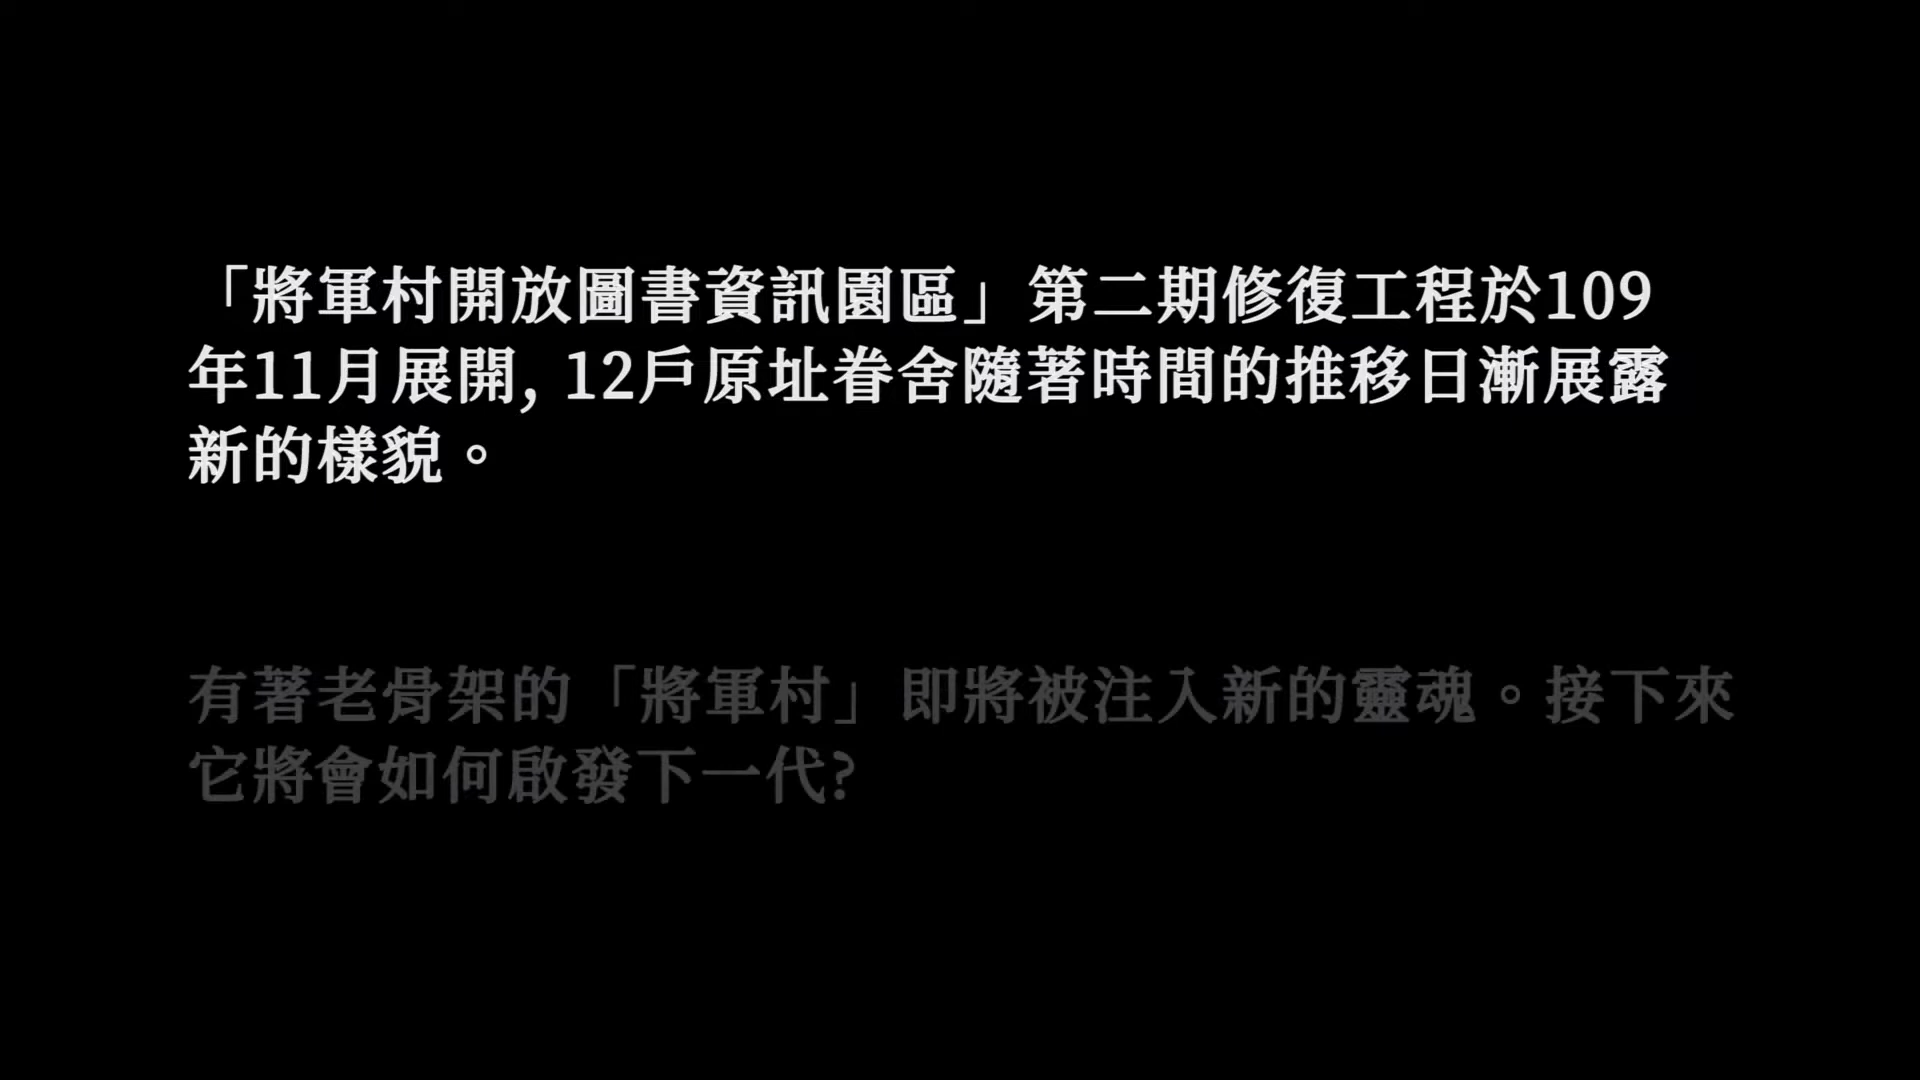 「將軍村開放圖書資訊園區」第二期修復工程於109
年11月展開, 12戶原址眷舍隨著時間的推移日漸展露
新的樣貌。
有著老骨架的「將軍村」即將被注入新的靈魂。接下來
它將會如何啟發下一代?